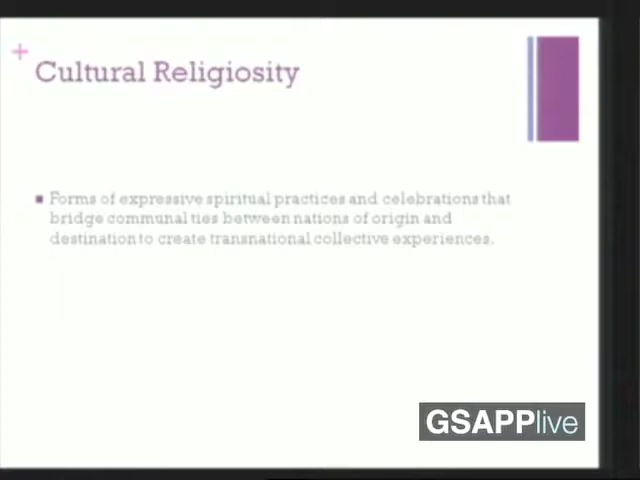 +
Cultural Religiosity
Forms of expressive spiritual practices and celebrations that
bridge communal ties between nations of origin and
destination to create transnational collective experiences.
GSAPPlive